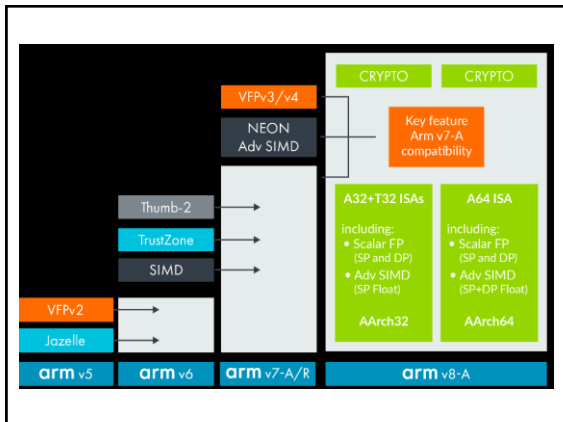 CRYPTO
CRYPTO
VFPv3/v4
NEON
Adv SIMD
Key feature
Arm v7-A
compatibility
Thumb-2
TrustZone
SIMD
A32+T32 ISAs
including:
• Scalar FP
(SP and DP)
• Adv SIMD
(SP Float)
AArch32
A64 ISA
including:
• Scalar FP
(SP and DP)
• Adv SIMD
(SP+DP Float)
AArch64
VFPv2
Jazelle
arm v5
arm v6
arm v7-A/R
arm v8-A